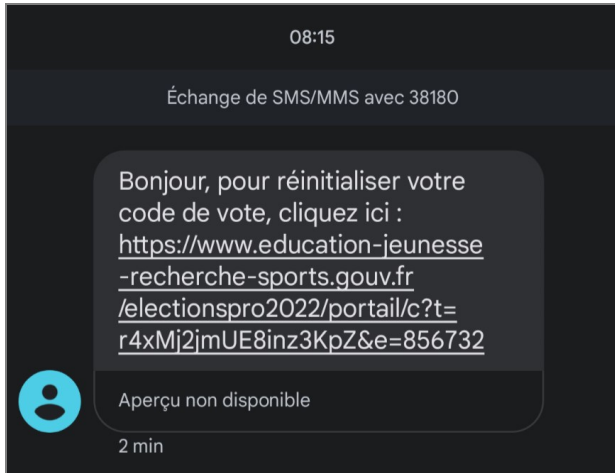 08:15
Échange de SMS/MMS avec 38180
Bonjour, pour réinitialiser votre
code de vote, cliquez ici :
https://www.education-jeunesse
-recherche-sports.gouv.fr
/electionspro2022/portail/c?t=
r4xMj2jmUE8inz3KpZ&e=856732
Aperçu non disponible
2 min